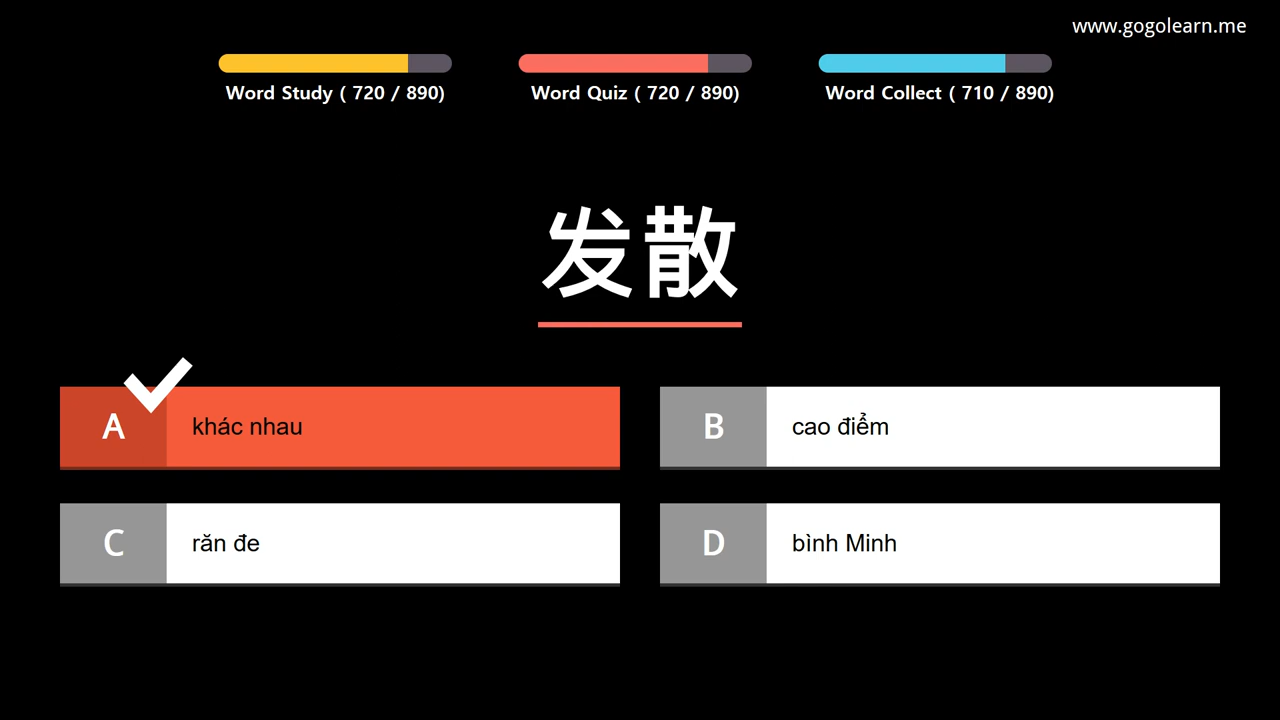 www.gogolearn.me
Word Study ( 720 / 890)
Word Quiz ( 720 / 890)
Word Collect ( 710 / 890)
发散
A khác nhau
B cao điểm
C răn đe
D bình Minh